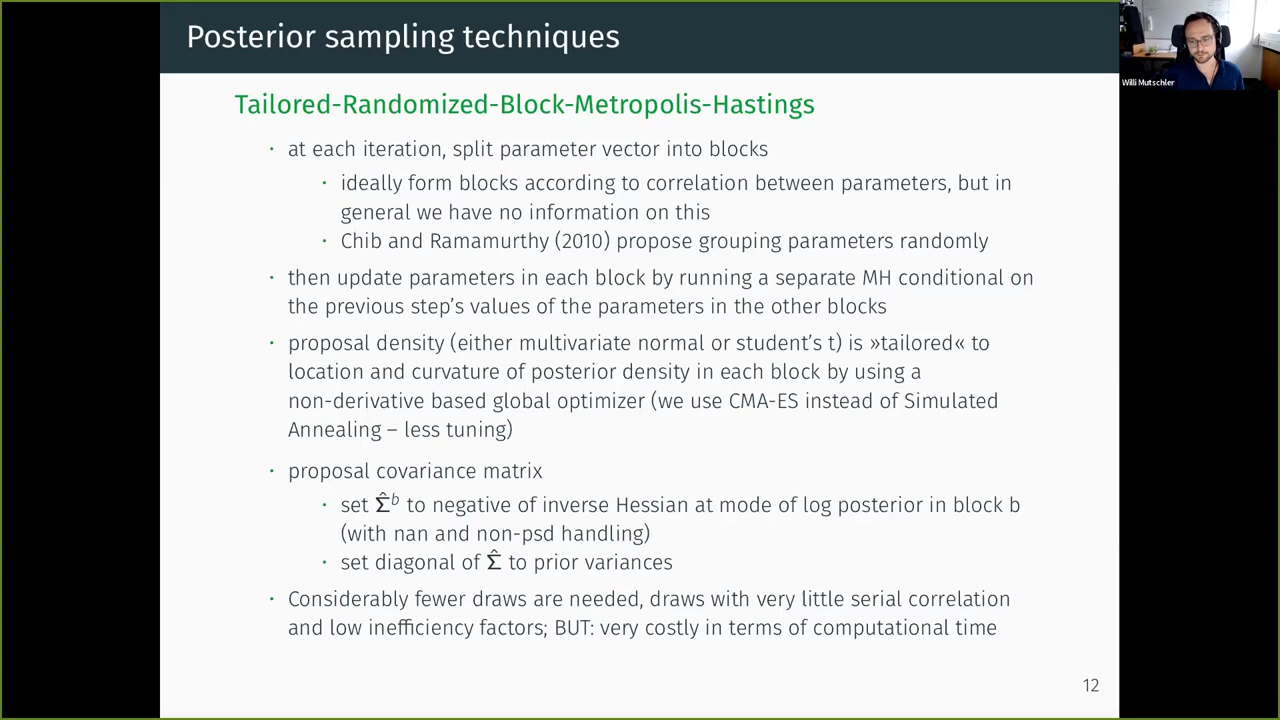 Posterior sampling techniques
Willi Mutschler
Tailored-Randomized-Block-Metropolis-Hastings
· at each iteration, split parameter vector into blocks
· ideally form blocks according to correlation between parameters, but in
general we have no information on this
· Chib and Ramamurthy (2010) propose grouping parameters randomly
· then update parameters in each block by running a separate MH conditional on
the previous step's values of the parameters in the other blocks
· proposal density (either multivariate normal or student's t) is »tailored« to
location and curvature of posterior density in each block by using a
non-derivative based global optimizer (we use CMA-ES instead of Simulated
Annealing – less tuning)
· proposal covariance matrix
· set Σ̂ᵇ to negative of inverse Hessian at mode of log posterior in block b
(with nan and non-psd handling)
· set diagonal of Σ̂ to prior variances
· Considerably fewer draws are needed, draws with very little serial correlation
and low inefficiency factors; BUT: very costly in terms of computational time
12